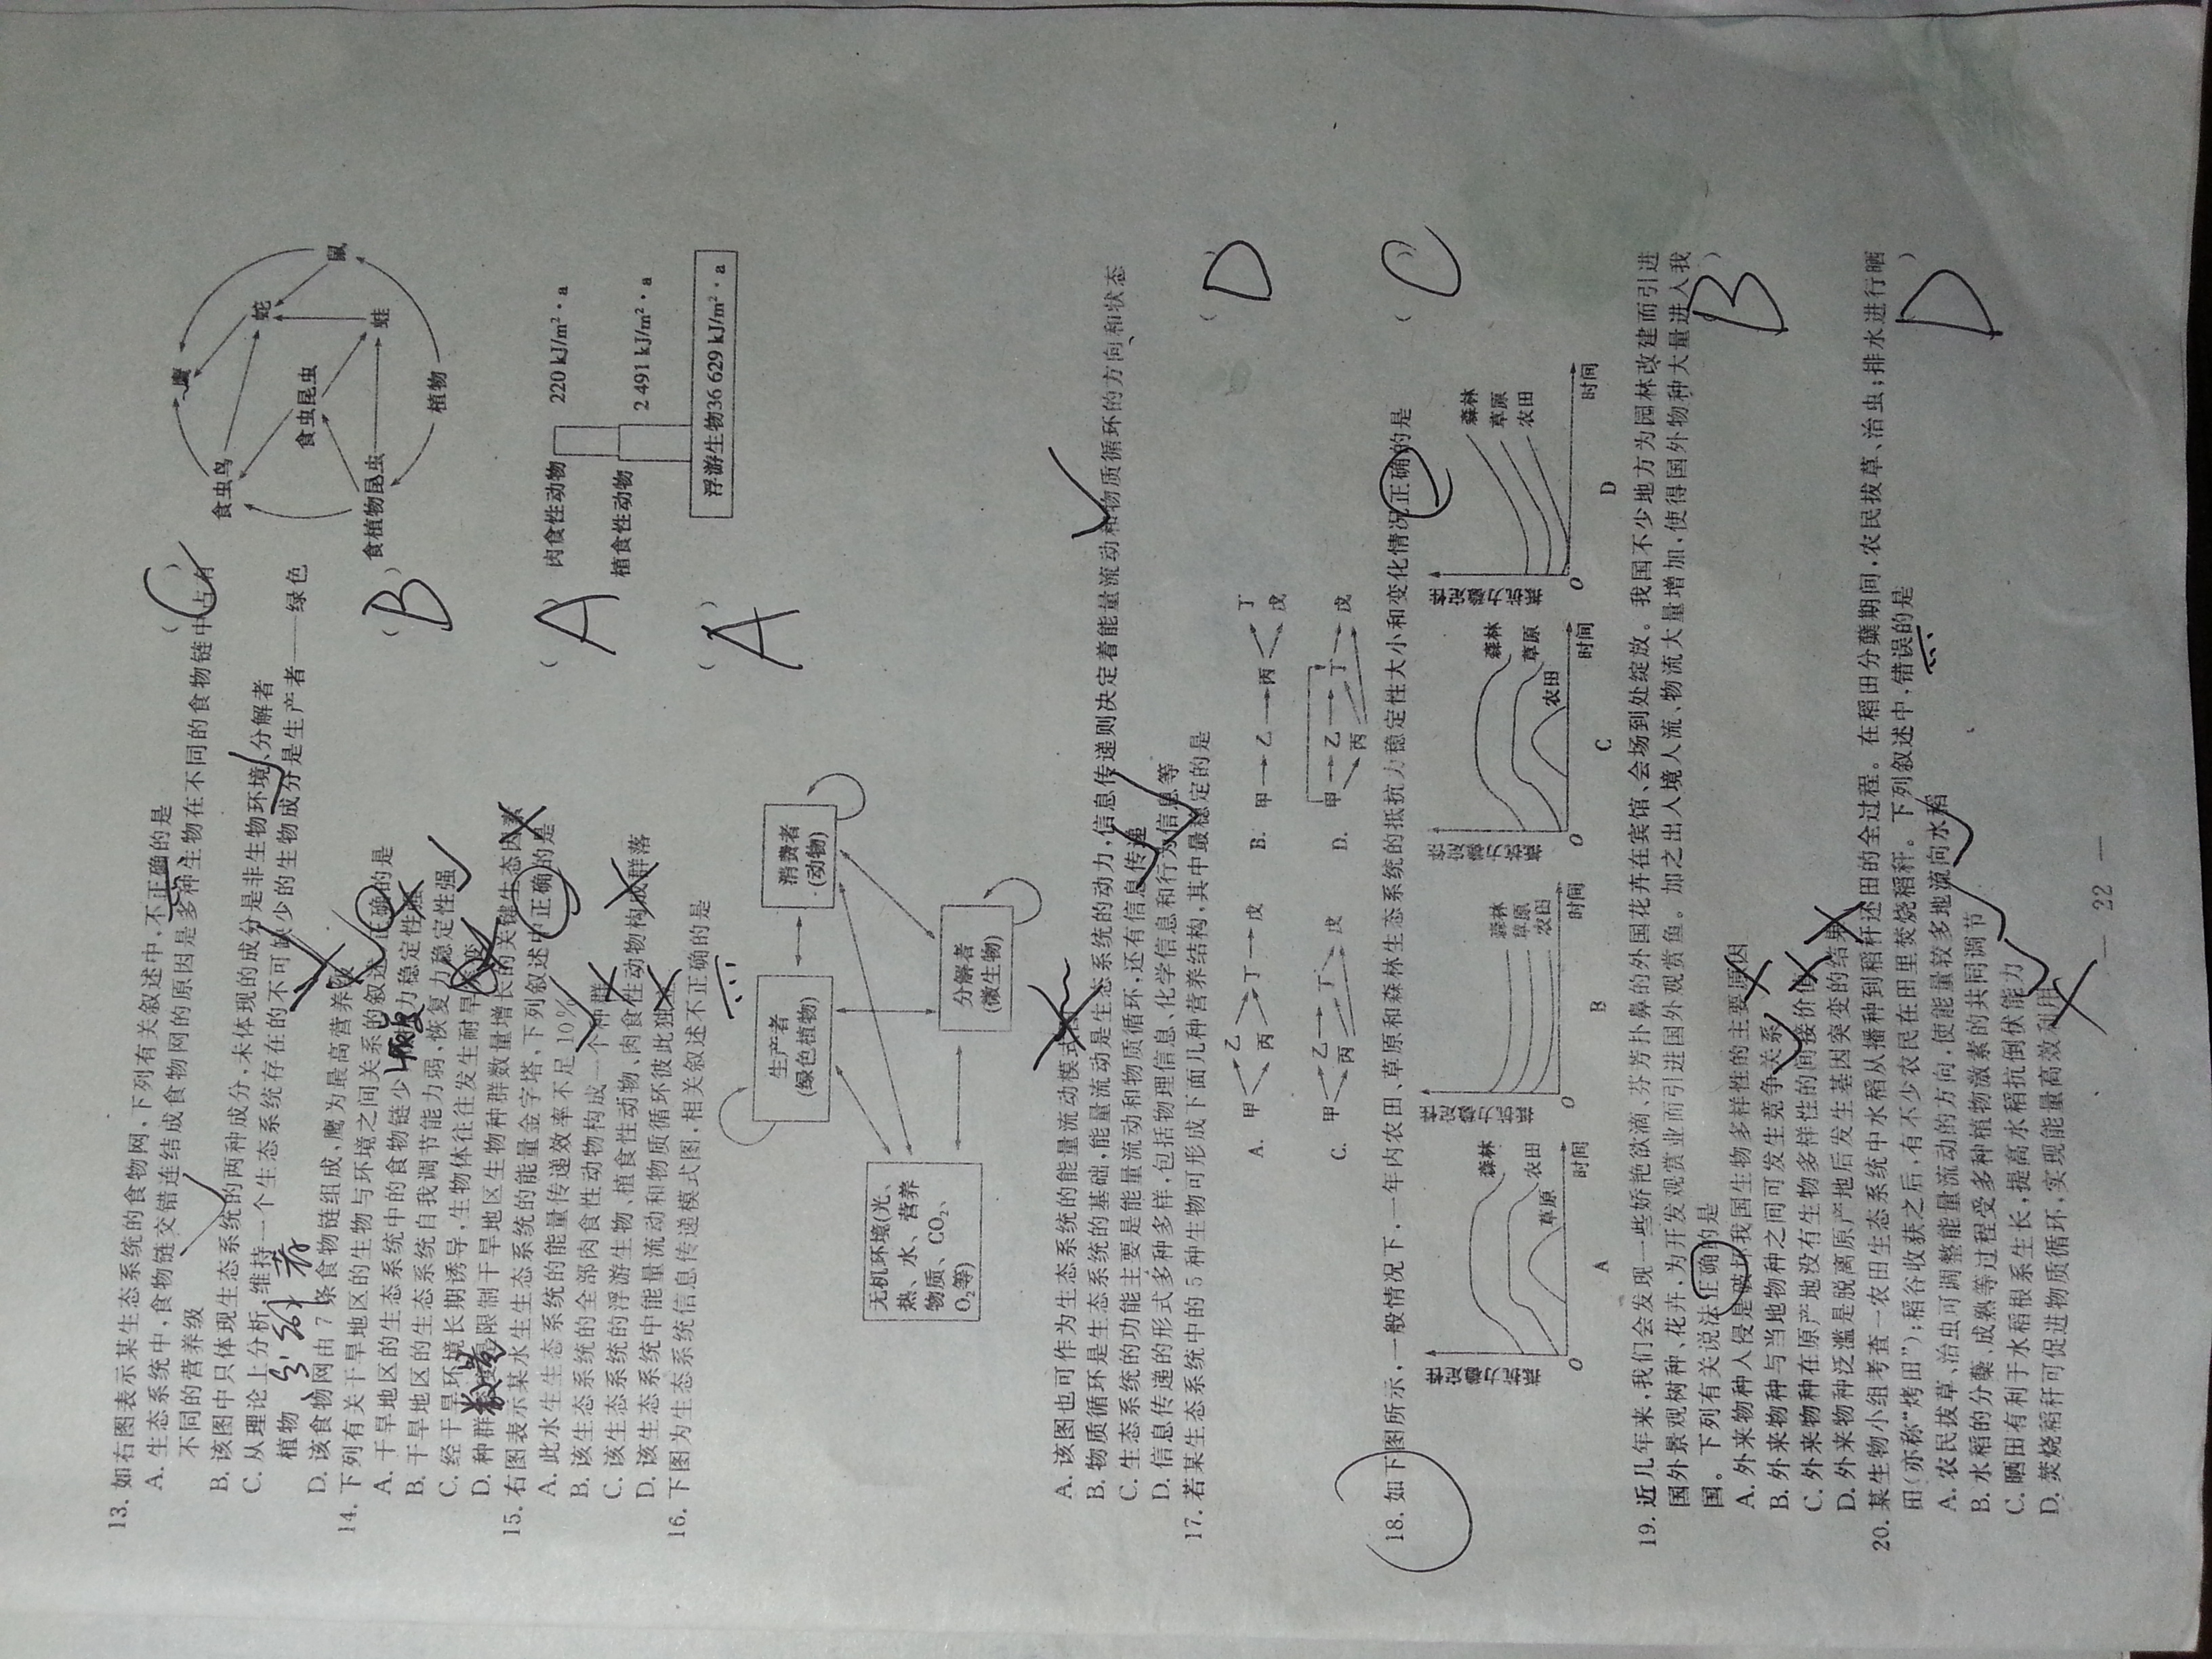 13. 如右图表示某生态系统的食物网,下列有关叙述中,不正确的是 ( C )
A. 生态系统中,食物链交错连结成食物网的原因是多种生物在不同的食物链中占有
不同的营养级
B. 该图中只体现生态系统的两种成分,未体现的成分是非生物环境、分解者
C. 从理论上分析,维持一个生态系统存在的不可缺少的生物成分是生产者——绿色
植物 、分解者
D. 该食物网由 7 条食物链组成,鹰为最高营养级
鹰
食虫鸟
蛇
食虫昆虫
鼠
食植物昆虫
蛙
植物
14. 下列有关干旱地区的生物与环境之间关系的叙述,正确的是 ( B )
A. 干旱地区的生态系统中的食物链少,恢复力稳定性强
B. 干旱地区的生态系统自我调节能力弱,恢复力稳定性强
C. 经干旱环境长期诱导,生物体往往发生耐旱变
D. 种群数量是限制干旱地区生物种群数量增长的关键生态因素
15. 右图表示某水生生态系统的能量金字塔,下列叙述中正确的是 ( A )
A. 此水生生态系统的能量传递效率不足 10%
B. 该生态系统的全部肉食性动物构成一个种群
C. 该生态系统的浮游生物、植食性动物、肉食性动物构成群落
D. 该生态系统中能量流动和物质循环彼此独立
肉食性动物 220 kJ/m²·a
植食性动物 2 491 kJ/m²·a
浮游生物36 629 kJ/m²·a
16. 下图为生态系统信息传递模式图,相关叙述不正确的是 ( A )
生产者
(绿色植物)
消费者
(动物)
无机环境(光、
热、水、营养
物质、CO₂、
O₂等)
分解者
(微生物)
A. 该图也可作为生态系统的能量流动模式图
B. 物质循环是生态系统的基础,能量流动是生态系统的动力,信息传递则决定着能量流动和物质循环的方向和状态
C. 生态系统的功能主要是能量流动和物质循环,还有信息传递
D. 信息传递的形式多种多样,包括物理信息、化学信息和行为信息等
17. 若某生态系统中的 5 种生物可形成下面几种营养结构,其中最稳定的是 ( D )
A. 甲 乙 丙 丁 戊
B. 甲 乙 丙 丁 戊
C. 甲 乙 丙 丁 戊
D. 甲 乙 丙 丁 戊
18. 如下图所示,一般情况下,一年内农田、草原和森林生态系统的抵抗力稳定性大小和变化情况正确的是 ( C )
抵抗力稳定性 森林 农田 草原 O 时间 A
抵抗力稳定性 森林 草原 农田 O 时间 B
抵抗力稳定性 森林 草原 农田 O 时间 C
抵抗力稳定性 森林 草原 农田 O 时间 D
19. 近几年来,我们会发现一些娇艳欲滴、芬芳扑鼻的外国花卉在宾馆、会场到处绽放。我国不少地方为园林改建而引进
国外景观树种、花卉,为开发观赏业而引进国外观赏鱼。加之出入境人流、物流大量增加,使得国外物种大量进入我
国。下列有关说法正确的是 B )
A. 外来物种入侵是破坏我国生物多样性的主要原因
B. 外来物种与当地物种之间可发生竞争关系
C. 外来物种在原产地没有生物多样性的间接价值
D. 外来物种泛滥是脱离原产地后发生基因突变的结果
20. 某生物小组考查一农田生态系统中水稻从播种到稻秆还田的全过程。在稻田分蘖期间,农民拔草、治虫;排水进行晒
田(亦称“烤田”);稻谷收获之后,有不少农民在田里焚烧稻秆。下列叙述中,错误的是 D )
A. 农民拔草、治虫可调整能量流动的方向,使能量较多地流向水稻
B. 水稻的分蘖、成熟等过程受多种植物激素的共同调节
C. 晒田有利于水稻根系生长,提高水稻抗倒伏能力
D. 焚烧稻秆可促进物质循环,实现能量高效利用
— 22 —